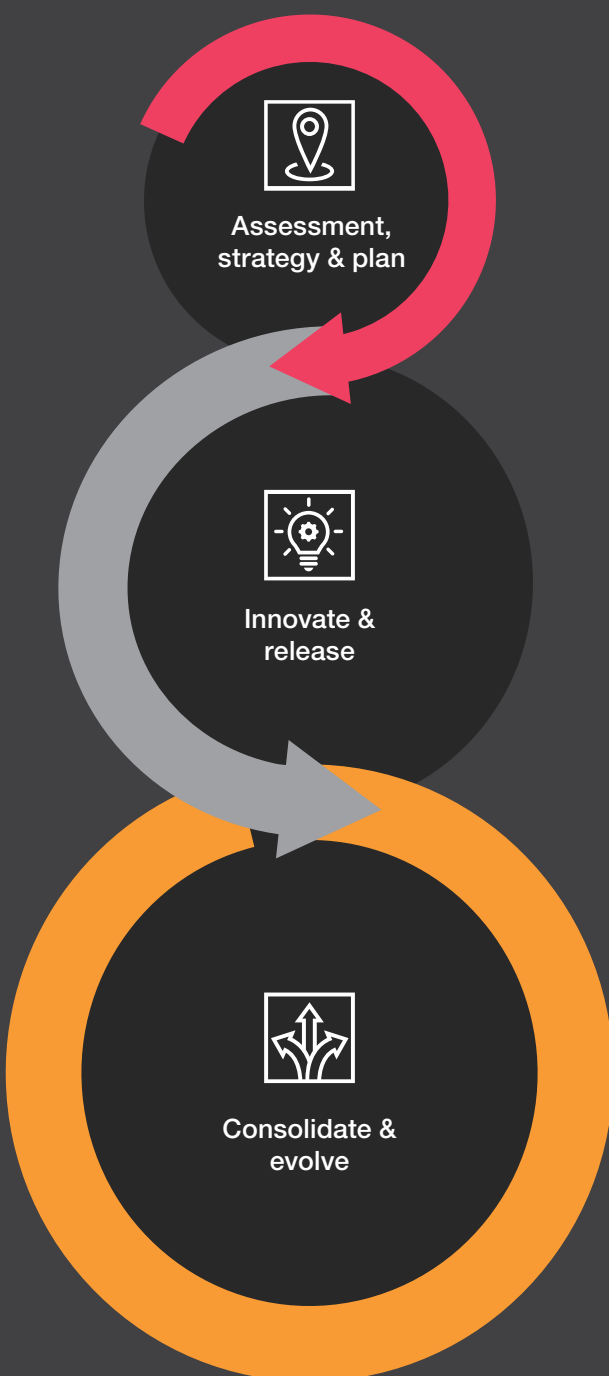 Assessment,
strategy & plan
Innovate &
release
Consolidate &
evolve